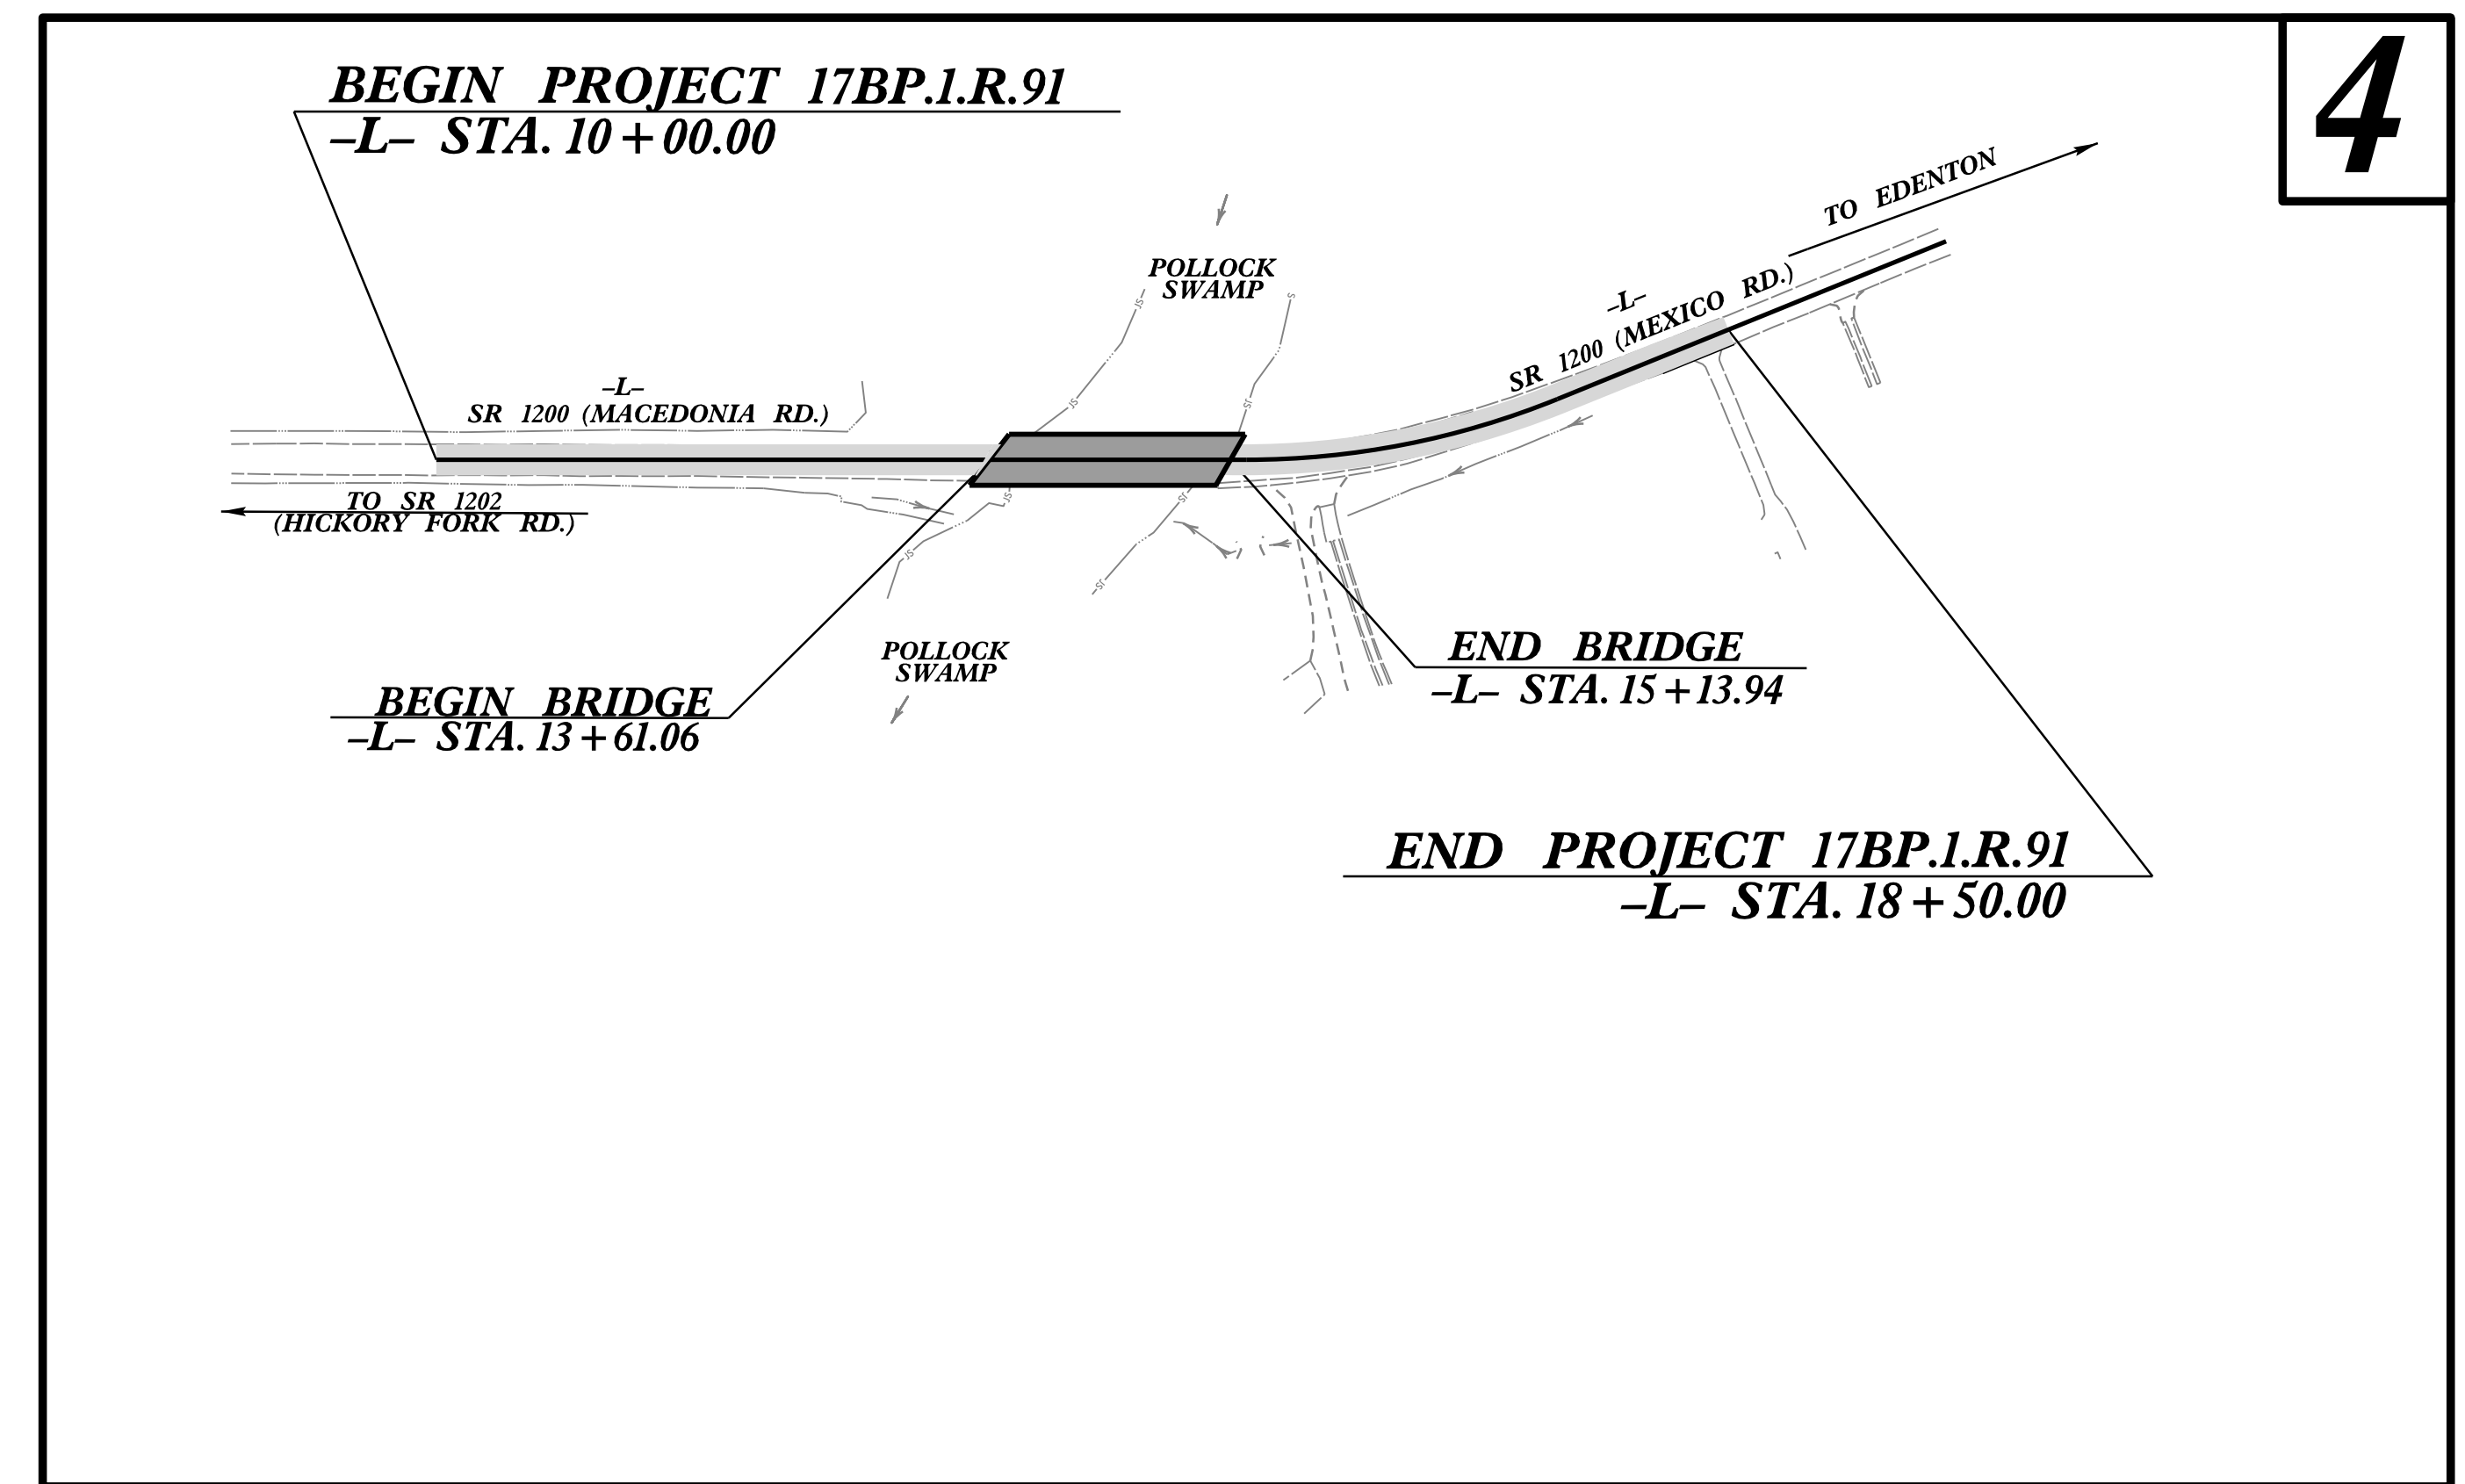 4
BEGIN PROJECT 17BP.1.R.91
-L- STA. 10+00.00
TO EDENTON
POLLOCK
SWAMP
-L-
SR 1200 (MEXICO RD.)
-L-
SR 1200 (MACEDONIA RD.)
TO SR 1202
(HICKORY FORK RD.)
POLLOCK
SWAMP
END BRIDGE
-L- STA. 15+13.94
BEGIN BRIDGE
-L- STA. 13+61.06
END PROJECT 17BP.1.R.91
-L- STA. 18+50.00